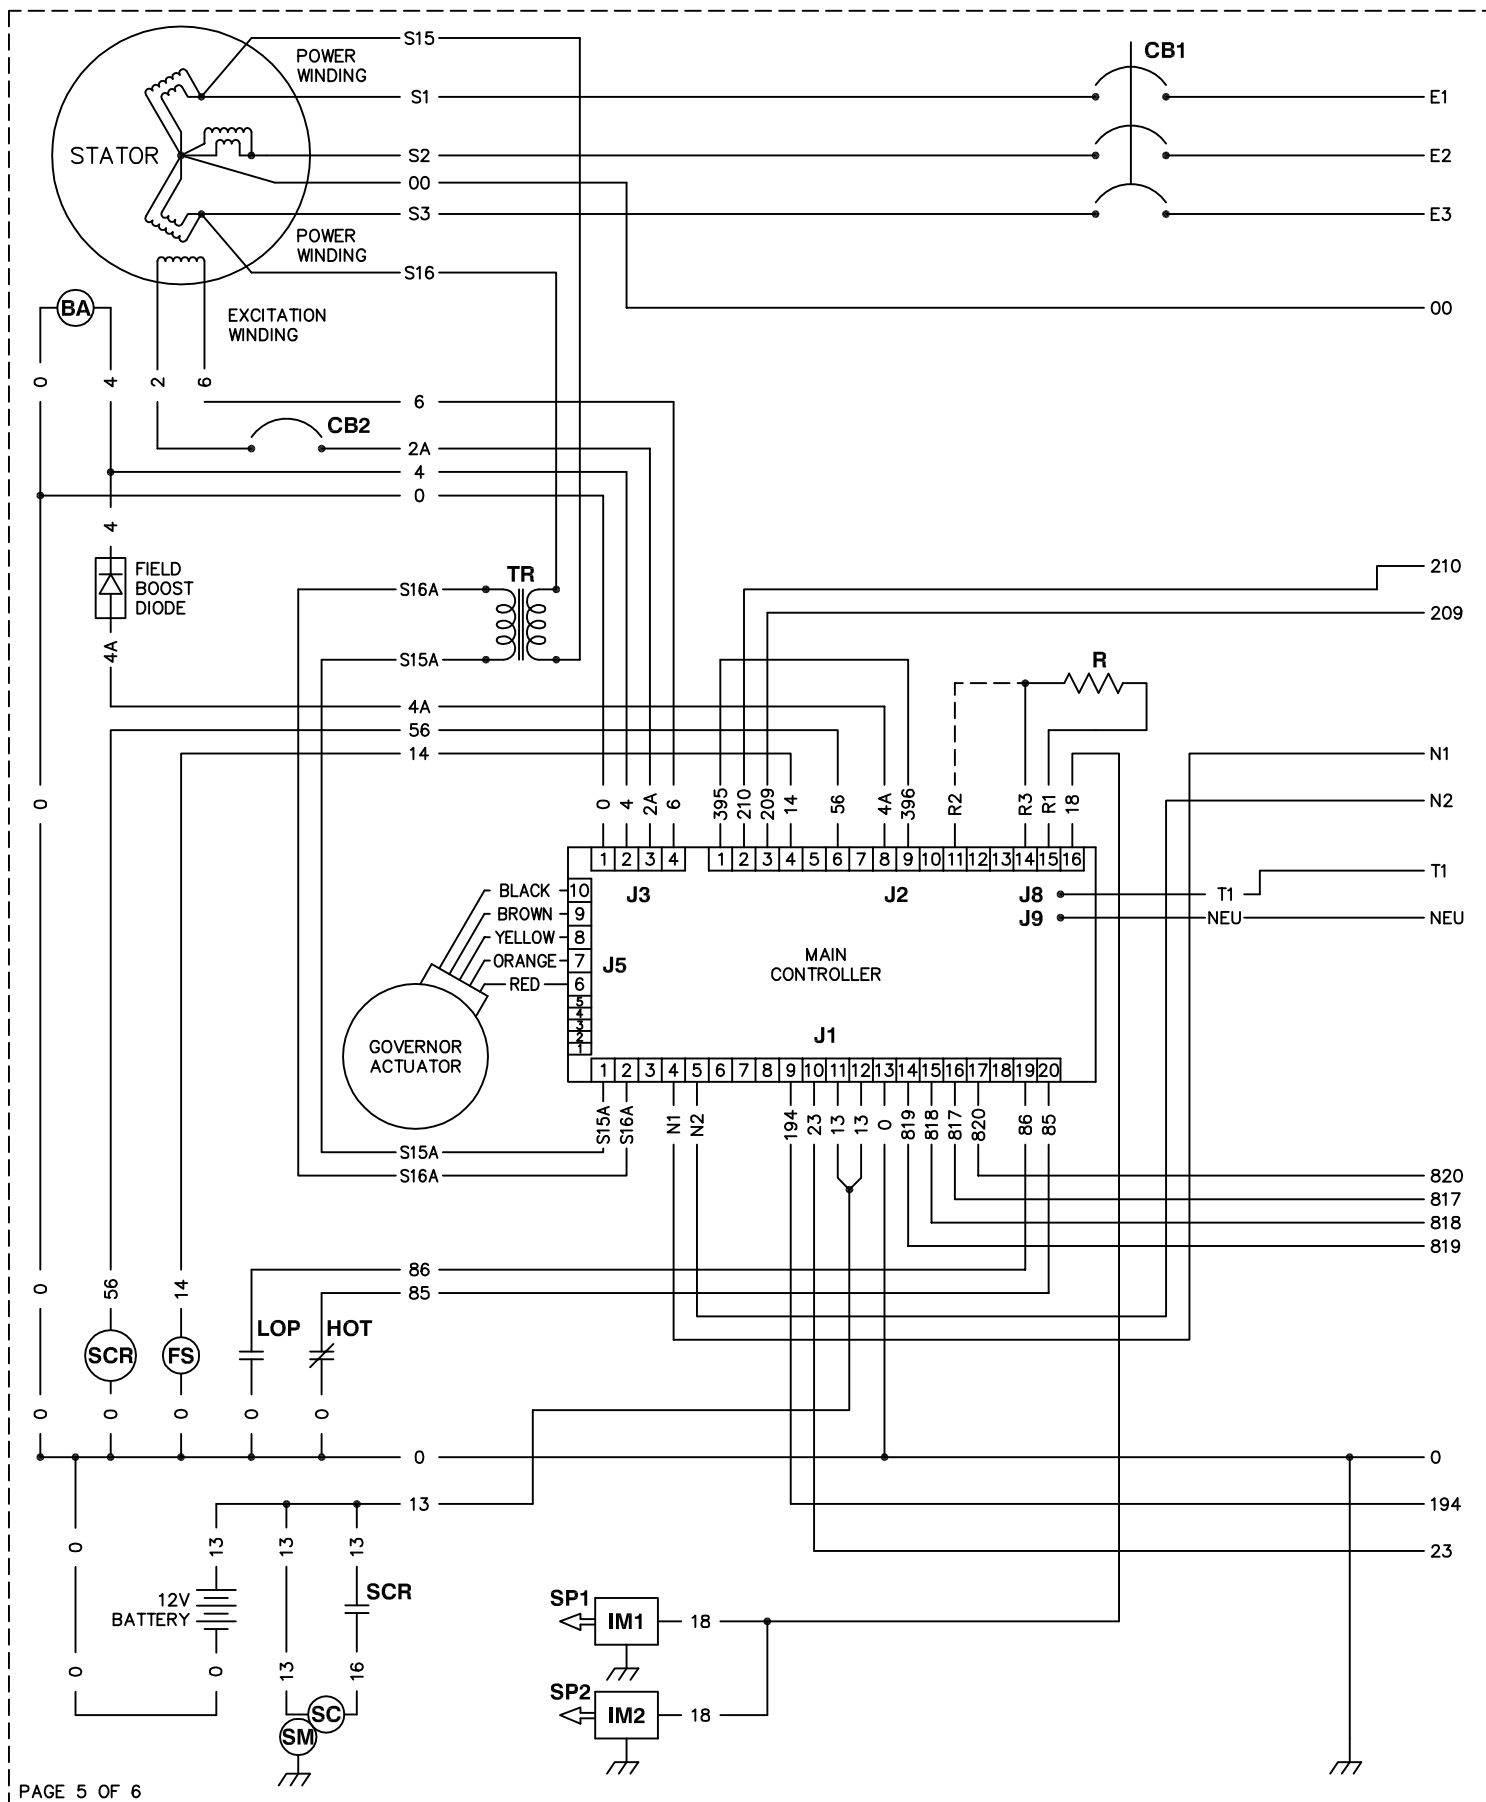 S15
POWER
WINDING
CB1
S1
E1
STATOR
S2
E2
00
S3
E3
POWER
WINDING
S16
BA
EXCITATION
WINDING
00
0
4
2
6
6
CB2
2A
4
0
4
FIELD
BOOST
DIODE
TR
S16A
210
209
4A
S15A
R
4A
56
14
N1
N2
0
0
4
2A
6
395
210
209
14
56
4A
396
R2
R3
R1
18
1
2
3
4
1
2
3
4
5
6
7
8
9
10
11
12
13
14
15
16
J3
J2
J8
T1
T1
J9
NEU
NEU
BLACK
10
BROWN
9
YELLOW
8
ORANGE
7
RED
6
5
4
3
2
1
J5
MAIN
CONTROLLER
J1
GOVERNOR
ACTUATOR
1
2
3
4
5
6
7
8
9
10
11
12
13
14
15
16
17
18
19
20
S15A
S16A
N1
N2
194
23
13
13
0
819
818
817
820
86
85
S15A
S16A
820
817
818
819
86
85
0
56
14
LOP
HOT
SCR
FS
0
0
0
0
0
0
0
13
194
23
0
13
13
13
12V
BATTERY
SCR
SP1
IM1
18
0
0
13
16
SP2
IM2
18
SC
SM
PAGE 5 OF 6